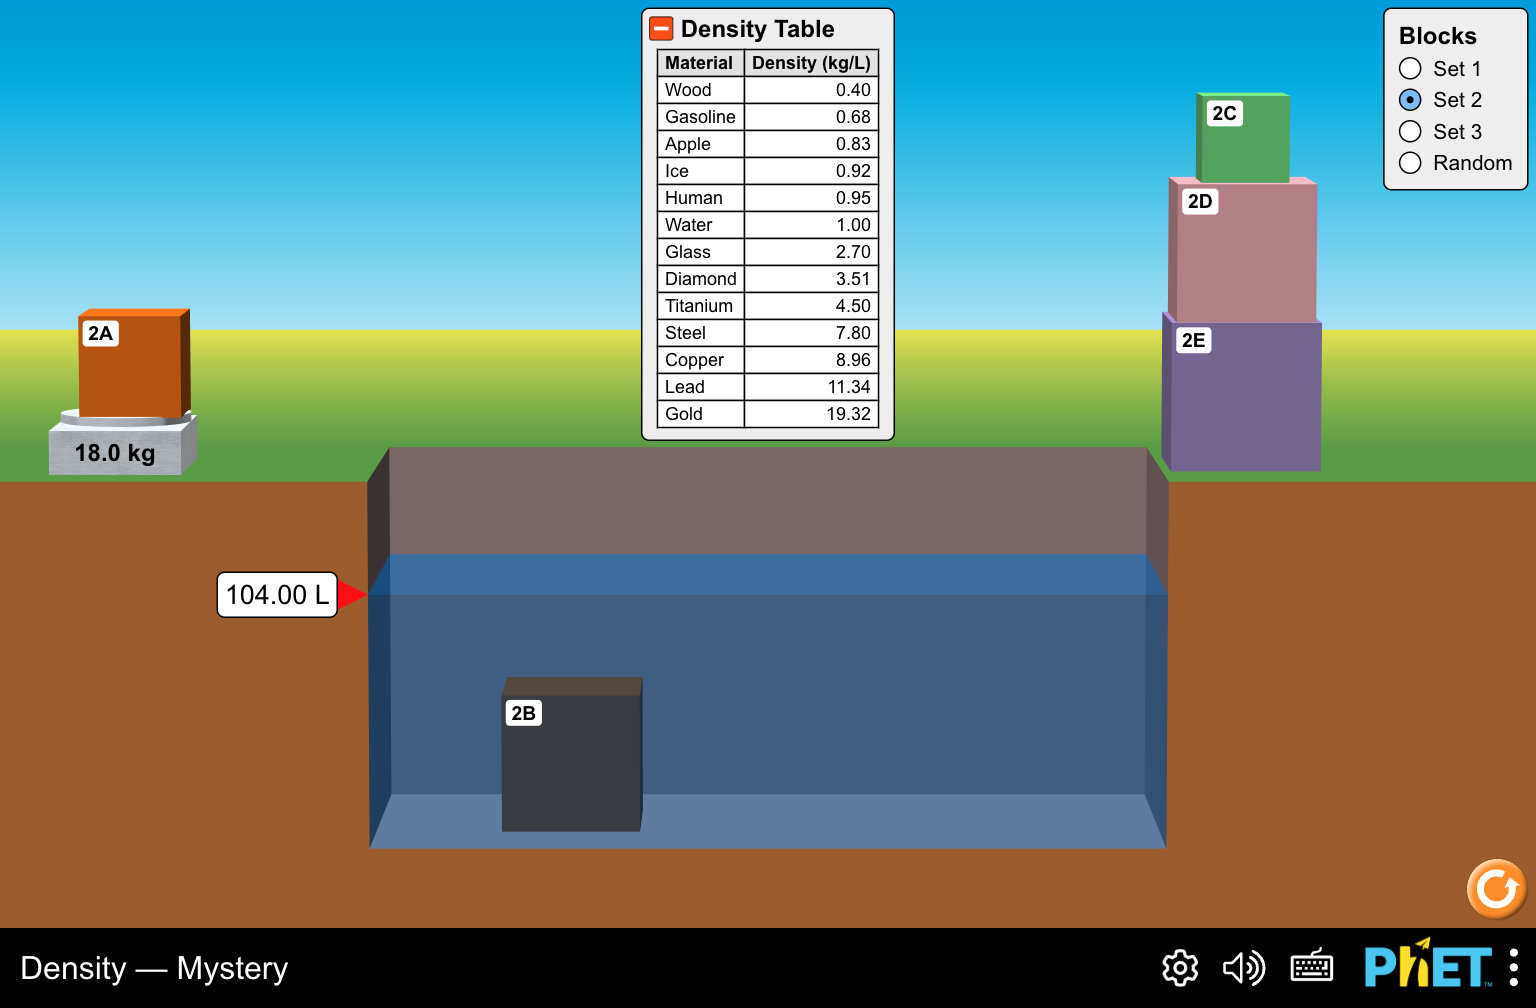 Density Table
Material Density (kg/L)
Wood 0.40
Gasoline 0.68
Apple 0.83
Ice 0.92
Human 0.95
Water 1.00
Glass 2.70
Diamond 3.51
Titanium 4.50
Steel 7.80
Copper 8.96
Lead 11.34
Gold 19.32
Blocks
Set 1
Set 2
Set 3
Random
2C
2D
2E
2A
18.0 kg
104.00 L
2B
Density — Mystery
PhET™